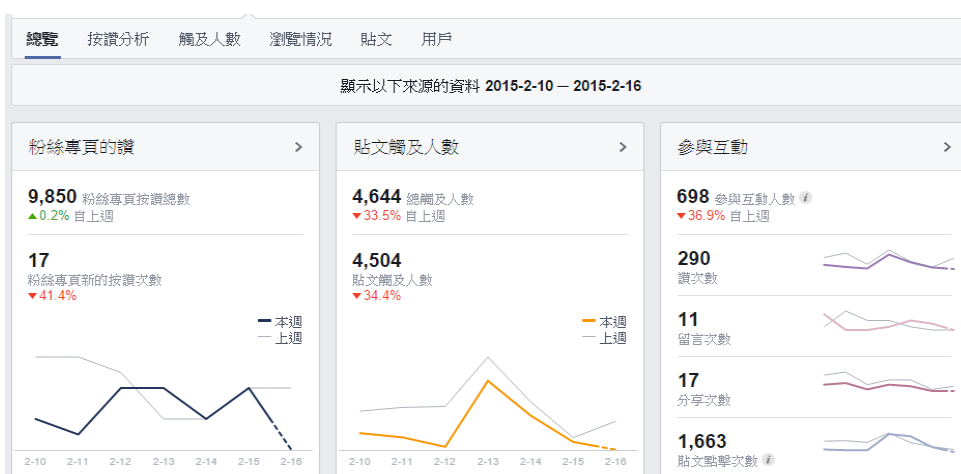 總覽 按讚分析 觸及人數 瀏覽情況 貼文 用戶
顯示以下來源的資料 2015-2-10 — 2015-2-16
粉絲專頁的讚
9,850 粉絲專頁按讚總數
▲0.2% 自上週
17
粉絲專頁新的按讚次數
▼41.4%
本週
上週
2-10 2-11 2-12 2-13 2-14 2-15 2-16
貼文觸及人數
4,644 總觸及人數
▼33.5% 自上週
4,504
貼文觸及人數
▼34.4%
本週
上週
2-10 2-11 2-12 2-13 2-14 2-15 2-16
參與互動
698 參與互動人數
▼36.9% 自上週
290
讚次數
11
留言次數
17
分享次數
1,663
貼文點擊次數